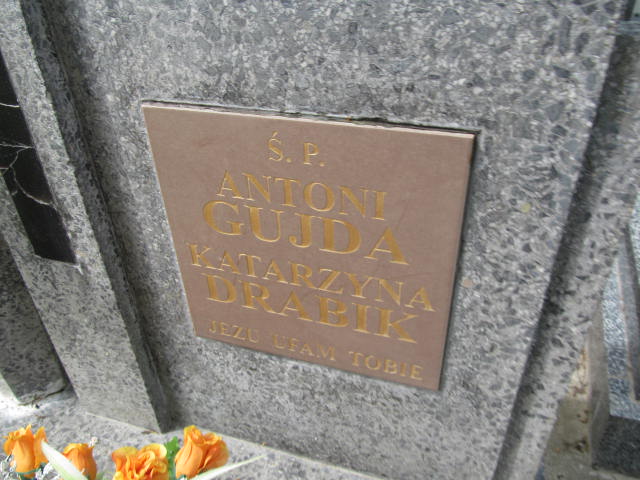 Ś. P.
ANTONI
GUJDA
KATARZYNA
DRABIK
JEZU UFAM TOBIE